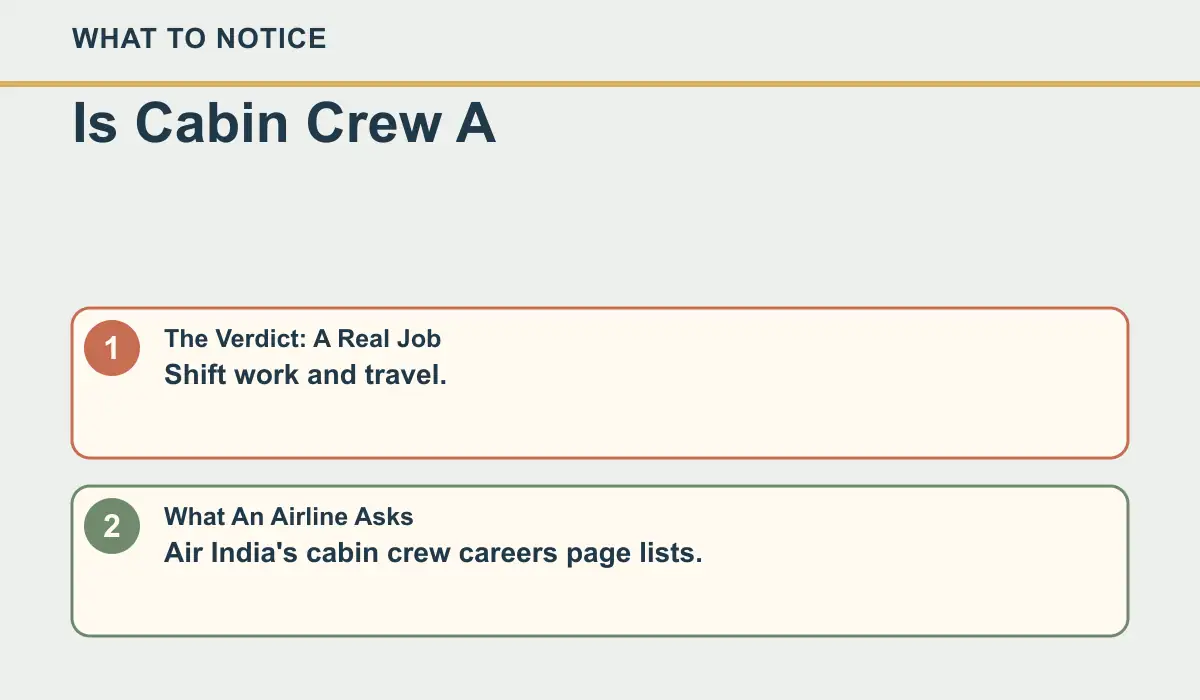 WHAT TO NOTICE
Is Cabin Crew A
1
The Verdict: A Real Job
Shift work and travel.
2
What An Airline Asks
Air India's cabin crew careers page lists.